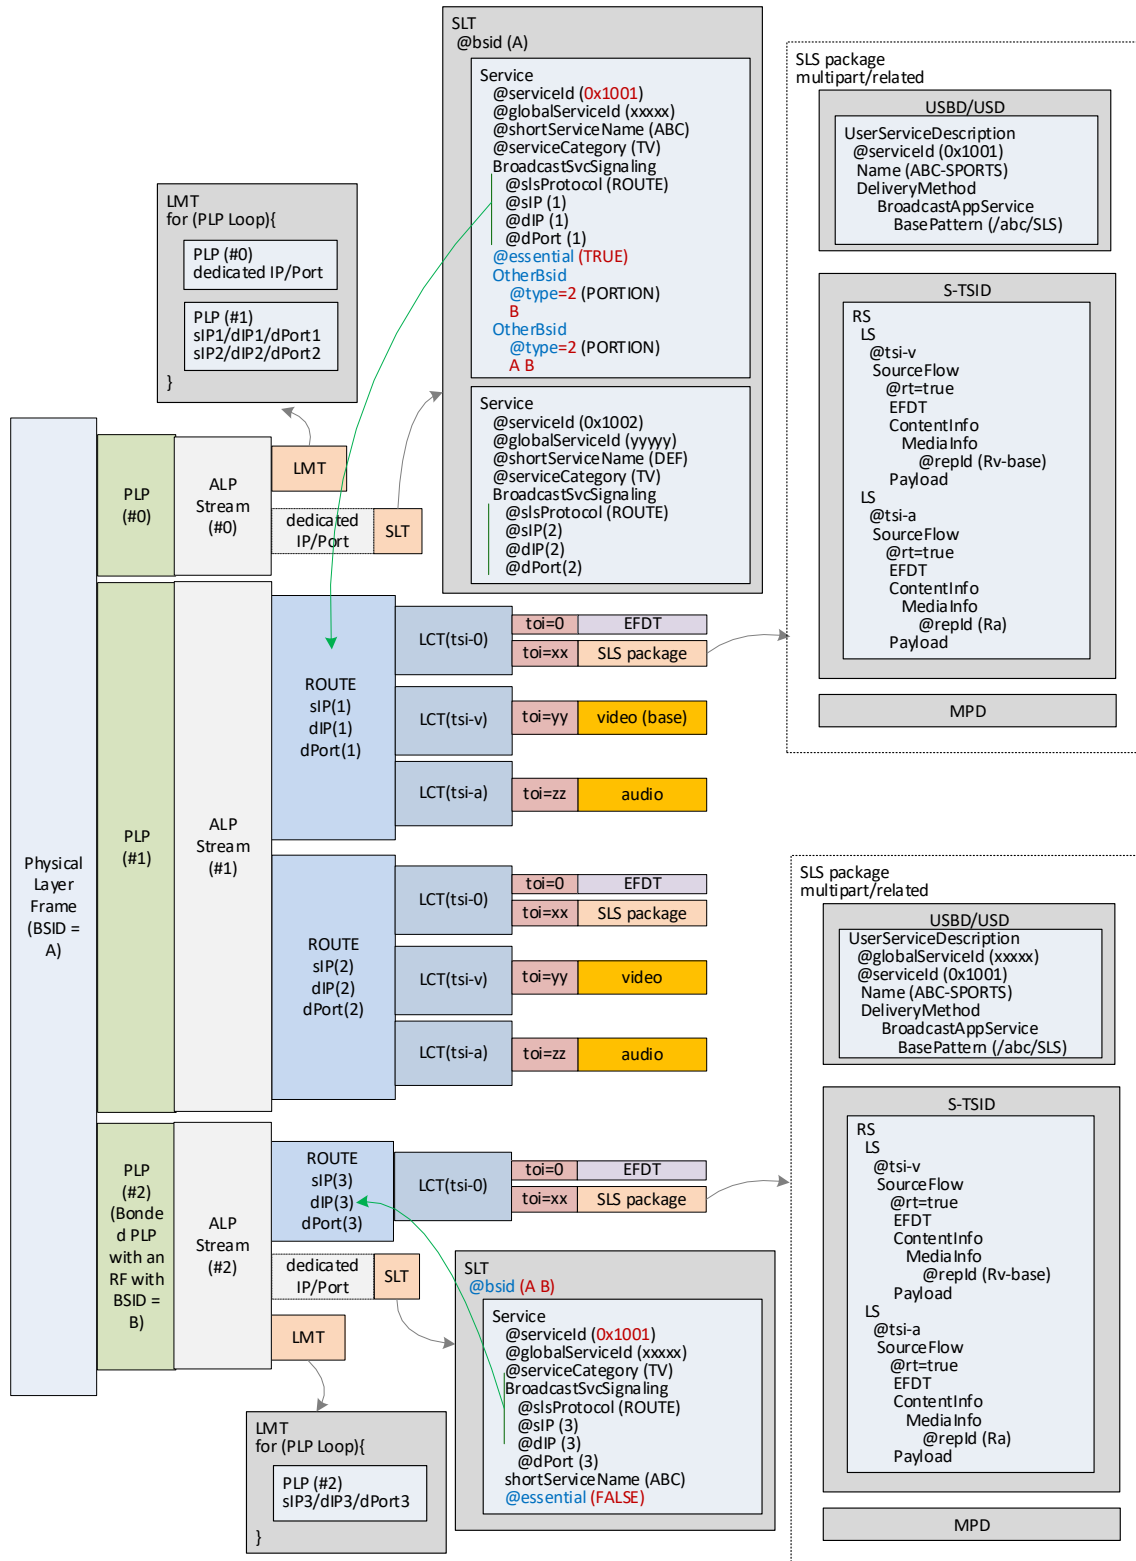 SLT
@bsid (A)
Service
@serviceId (0x1001)
@globalServiceId (xxxxx)
@shortServiceName (ABC)
@serviceCategory (TV)
BroadcastSvcSignaling
@slsProtocol (ROUTE)
@sIP (1)
@dIP (1)
@dPort (1)
@essential (TRUE)
OtherBsid
@type=2 (PORTION)
B
OtherBsid
@type=2 (PORTION)
A B
Service
@serviceId (0x1002)
@globalServiceId (yyyyy)
@shortServiceName (DEF)
@serviceCategory (TV)
BroadcastSvcSignaling
@slsProtocol (ROUTE)
@sIP(2)
@dIP(2)
@dPort(2)
SLS package
multipart/related
USBD/USD
UserServiceDescription
@serviceId (0x1001)
Name (ABC-SPORTS)
DeliveryMethod
BroadcastAppService
BasePattern (/abc/SLS)
S-TSID
RS
LS
@tsi-v
SourceFlow
@rt=true
EFDT
ContentInfo
MediaInfo
@repId (Rv-base)
Payload
LS
@tsi-a
SourceFlow
@rt=true
EFDT
ContentInfo
MediaInfo
@repId (Ra)
Payload
MPD
LMT
for (PLP Loop){
PLP (#0)
dedicated IP/Port
PLP (#1)
sIP1/dIP1/dPort1
sIP2/dIP2/dPort2
}
Physical
Layer
Frame
(BSID =
A)
PLP
(#0)
ALP
Stream
(#0)
LMT
dedicated
IP/Port
SLT
PLP
(#1)
ALP
Stream
(#1)
ROUTE
sIP(1)
dIP(1)
dPort(1)
LCT(tsi-0)
toi=0
EFDT
toi=xx
SLS package
LCT(tsi-v)
toi=yy
video (base)
LCT(tsi-a)
toi=zz
audio
ROUTE
sIP(2)
dIP(2)
dPort(2)
LCT(tsi-0)
toi=0
EFDT
toi=xx
SLS package
LCT(tsi-v)
toi=yy
video
LCT(tsi-a)
toi=zz
audio
PLP
(#2)
(Bonde
d PLP
with an
RF with
BSID =
B)
ALP
Stream
(#2)
ROUTE
sIP(3)
dIP(3)
dPort(3)
LCT(tsi-0)
toi=0
EFDT
toi=xx
SLS package
dedicated
IP/Port
SLT
LMT
LMT
for (PLP Loop){
PLP (#2)
sIP3/dIP3/dPort3
}
SLT
@bsid (A B)
Service
@serviceId (0x1001)
@globalServiceId (xxxxx)
@serviceCategory (TV)
BroadcastSvcSignaling
@slsProtocol (ROUTE)
@sIP (3)
@dIP (3)
@dPort (3)
shortServiceName (ABC)
@essential (FALSE)
SLS package
multipart/related
USBD/USD
UserServiceDescription
@globalServiceId (xxxxx)
@serviceId (0x1001)
Name (ABC-SPORTS)
DeliveryMethod
BroadcastAppService
BasePattern (/abc/SLS)
S-TSID
RS
LS
@tsi-v
SourceFlow
@rt=true
EFDT
ContentInfo
MediaInfo
@repId (Rv-base)
Payload
LS
@tsi-a
SourceFlow
@rt=true
EFDT
ContentInfo
MediaInfo
@repId (Ra)
Payload
MPD